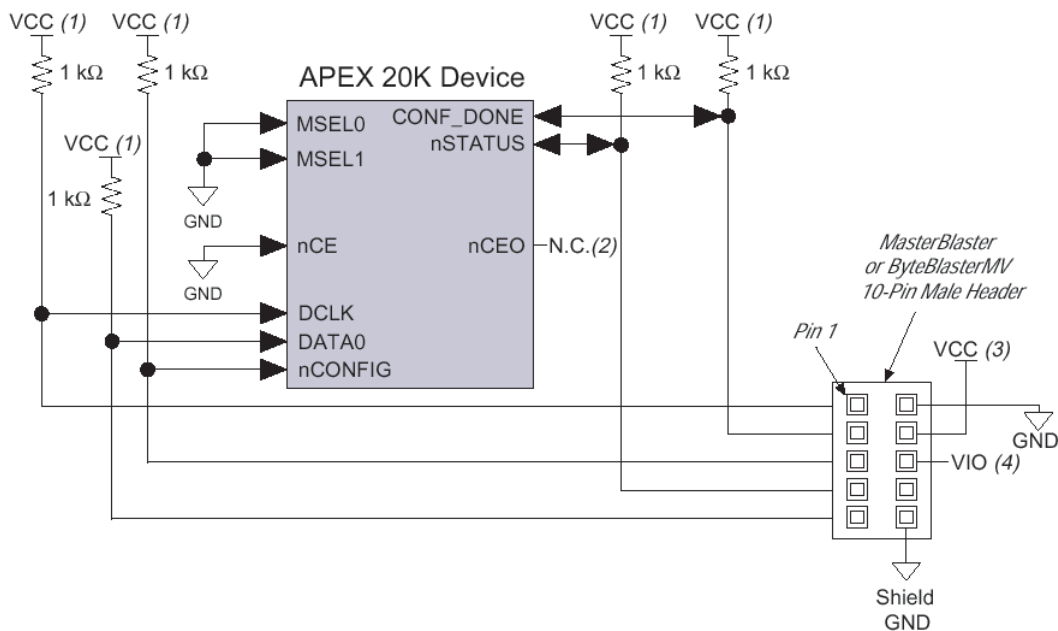 VCC (1)
VCC (1)
VCC (1)
VCC (1)
1 kΩ
1 kΩ
1 kΩ
1 kΩ
APEX 20K Device
VCC (1)
1 kΩ
MSEL0
MSEL1
GND
nCE
GND
DCLK
DATA0
nCONFIG
CONF_DONE
nSTATUS
nCEO
N.C.(2)
MasterBlaster
or ByteBlasterMV
10-Pin Male Header
Pin 1
VCC (3)
GND
VIO (4)
Shield
GND